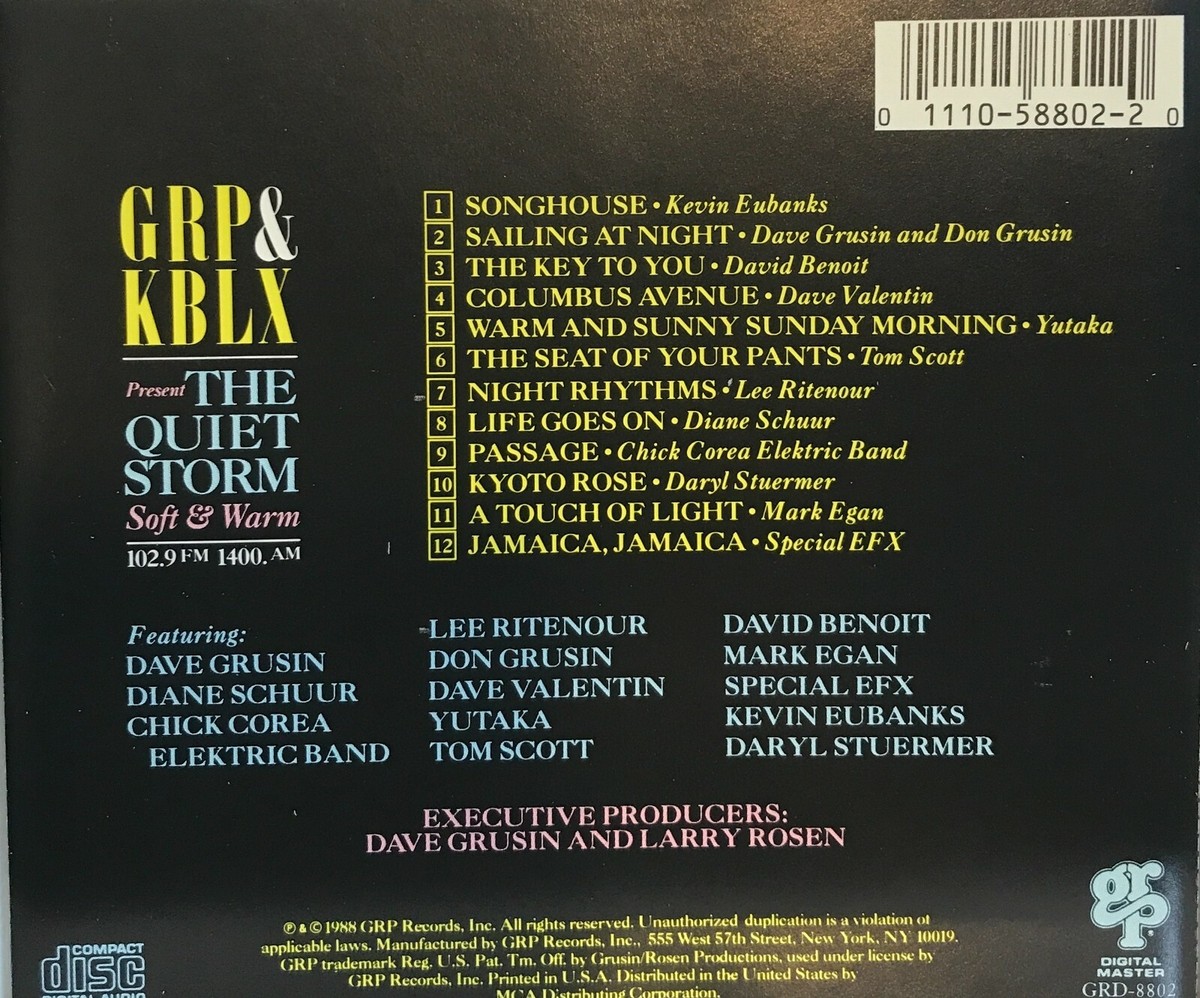 0 1110-58802-2 0
GRP&
KBLX
Present THE
QUIET
STORM
Soft & Warm
102.9 FM 1400. AM
1 SONGHOUSE • Kevin Eubanks
2 SAILING AT NIGHT • Dave Grusin and Don Grusin
3 THE KEY TO YOU • David Benoit
4 COLUMBUS AVENUE • Dave Valentin
5 WARM AND SUNNY SUNDAY MORNING • Yutaka
6 THE SEAT OF YOUR PANTS • Tom Scott
7 NIGHT RHYTHMS • Lee Ritenour
8 LIFE GOES ON • Diane Schuur
9 PASSAGE • Chick Corea Elektric Band
10 KYOTO ROSE • Daryl Stuermer
11 A TOUCH OF LIGHT • Mark Egan
12 JAMAICA, JAMAICA • Special EFX
Featuring:
DAVE GRUSIN
DIANE SCHUUR
CHICK COREA
ELEKTRIC BAND
LEE RITENOUR
DON GRUSIN
DAVE VALENTIN
YUTAKA
TOM SCOTT
DAVID BENOIT
MARK EGAN
SPECIAL EFX
KEVIN EUBANKS
DARYL STUERMER
EXECUTIVE PRODUCERS:
DAVE GRUSIN AND LARRY ROSEN
℗ & © 1988 GRP Records, Inc. All rights reserved. Unauthorized duplication is a violation of
applicable laws. Manufactured by GRP Records, Inc., 555 West 57th Street, New York, NY 10019.
GRP trademark Reg. U.S. Pat. Tm. Off. by Grusin/Rosen Productions, used under license by
GRP Records, Inc. Printed in U.S.A. Distributed in the United States by
MCA Distributing Corporation.
COMPACT
disc
DIGITAL AUDIO
grp
DIGITAL
MASTER
GRD-8802